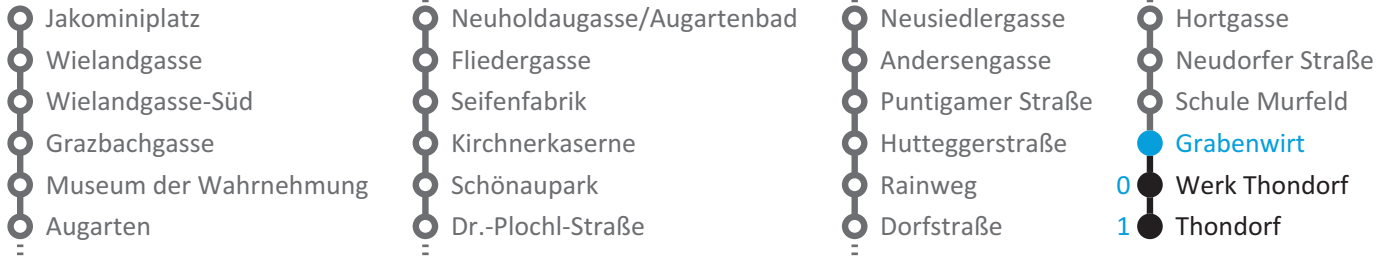 Jakominiplatz
Wielandgasse
Wielandgasse-Süd
Grazbachgasse
Museum der Wahrnehmung
Augarten
Neuholdaugasse/Augartenbad
Fliedergasse
Seifenfabrik
Kirchnerkaserne
Schönaupark
Dr.-Plochl-Straße
Neusiedlergasse
Andersengasse
Puntigamer Straße
Hutteggerstraße
Rainweg
Dorfstraße
Hortgasse
Neudorfer Straße
Schule Murfeld
Grabenwirt
0 Werk Thondorf
1 Thondorf